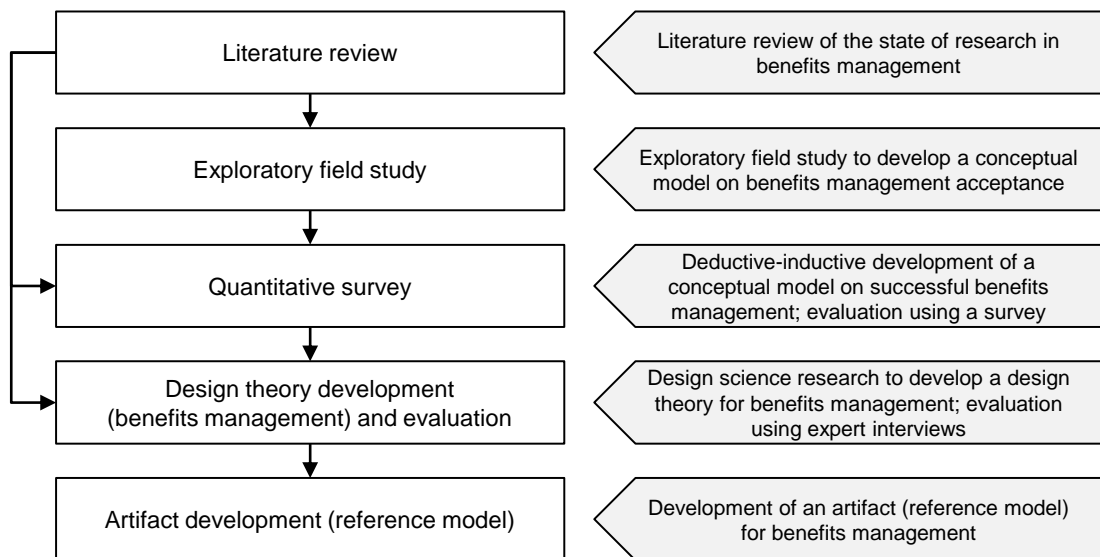 Literature review
Literature review of the state of research in
benefits management
Exploratory field study
Exploratory field study to develop a conceptual
model on benefits management acceptance
Quantitative survey
Deductive-inductive development of a
conceptual model on successful benefits
management; evaluation using a survey
Design theory development
(benefits management) and evaluation
Design science research to develop a design
theory for benefits management; evaluation
using expert interviews
Artifact development (reference model)
Development of an artifact (reference model)
for benefits management